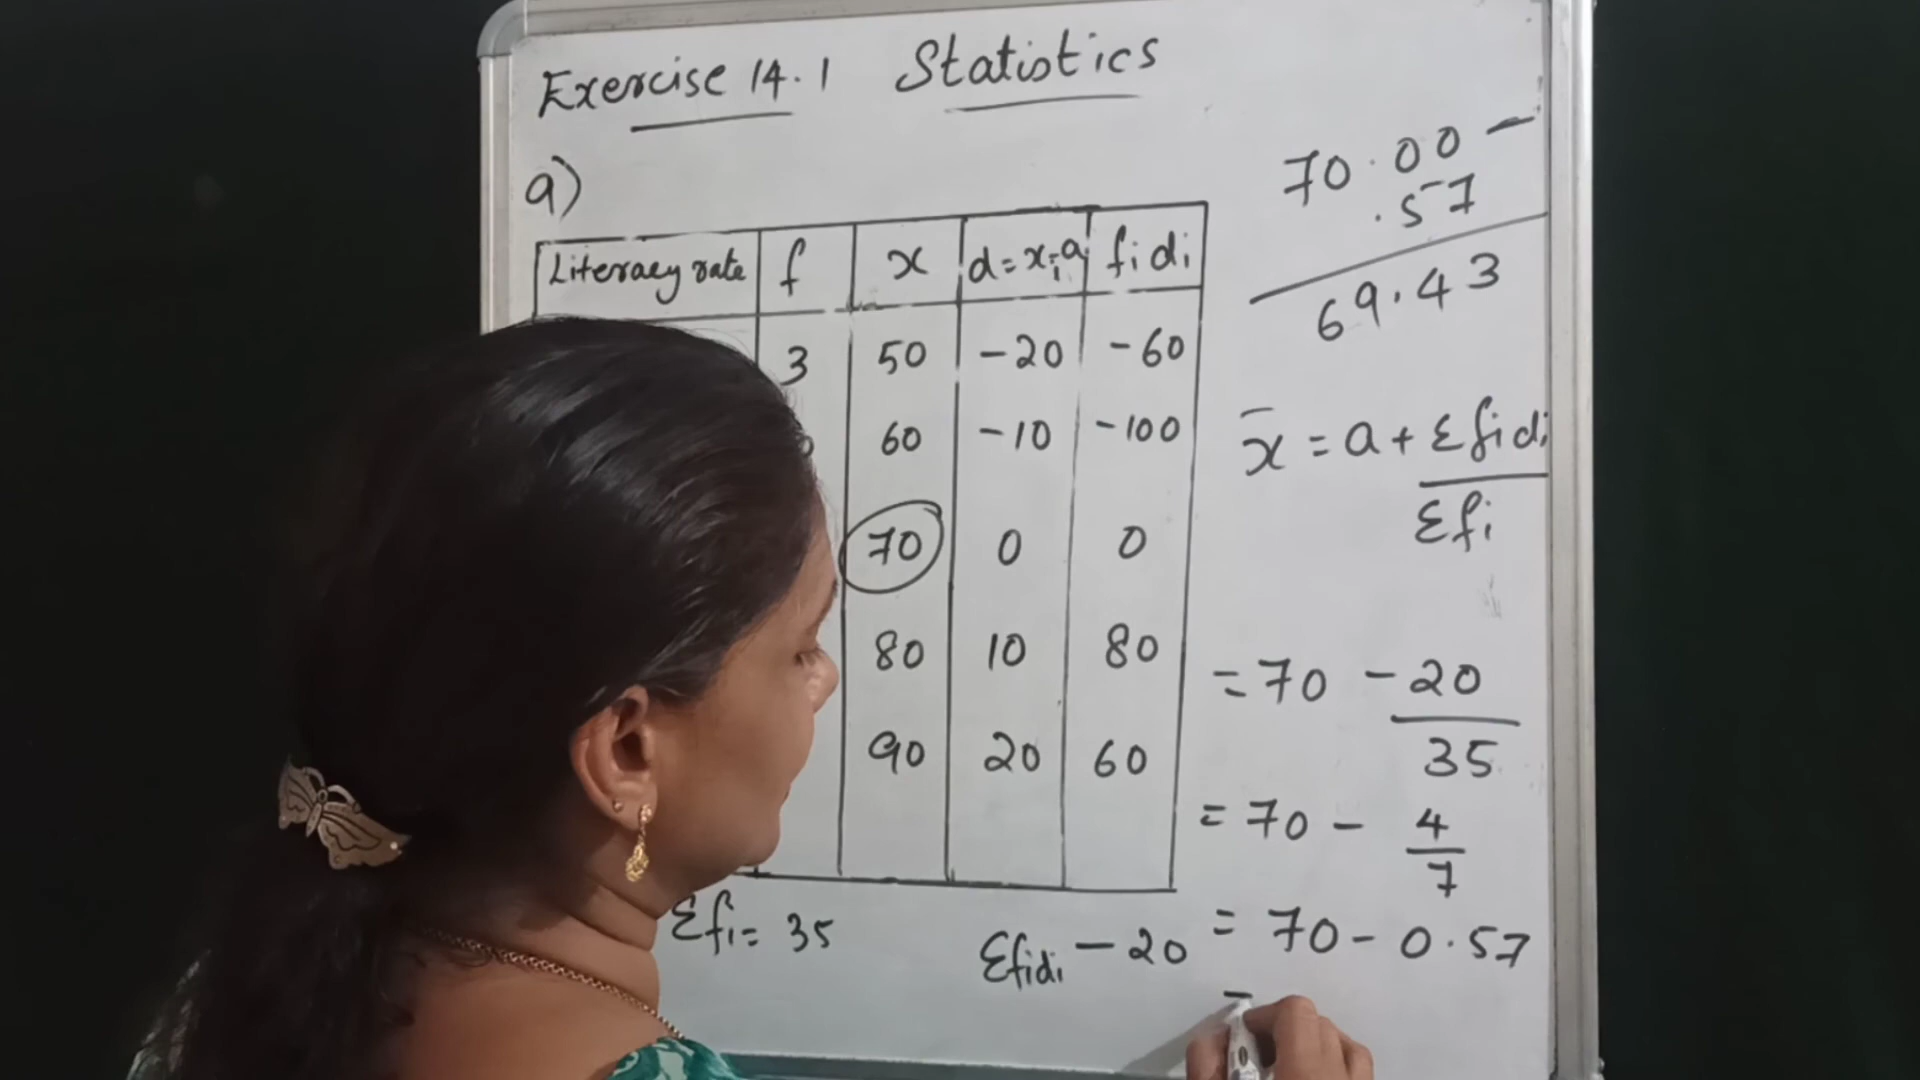 Exercise 14.1 Statistics
a)
Literacy rate f x d=xi-a fidi
3 50 -20 -60
60 -10 -100
70 0 0
80 10 80
90 20 60
Σfi= 35
Σfidi -20
70.00 -
.57
69.43
x̄ = a + Σfidi
Σfi
= 70 - 20
35
= 70 - 4
7
= 70 - 0.57